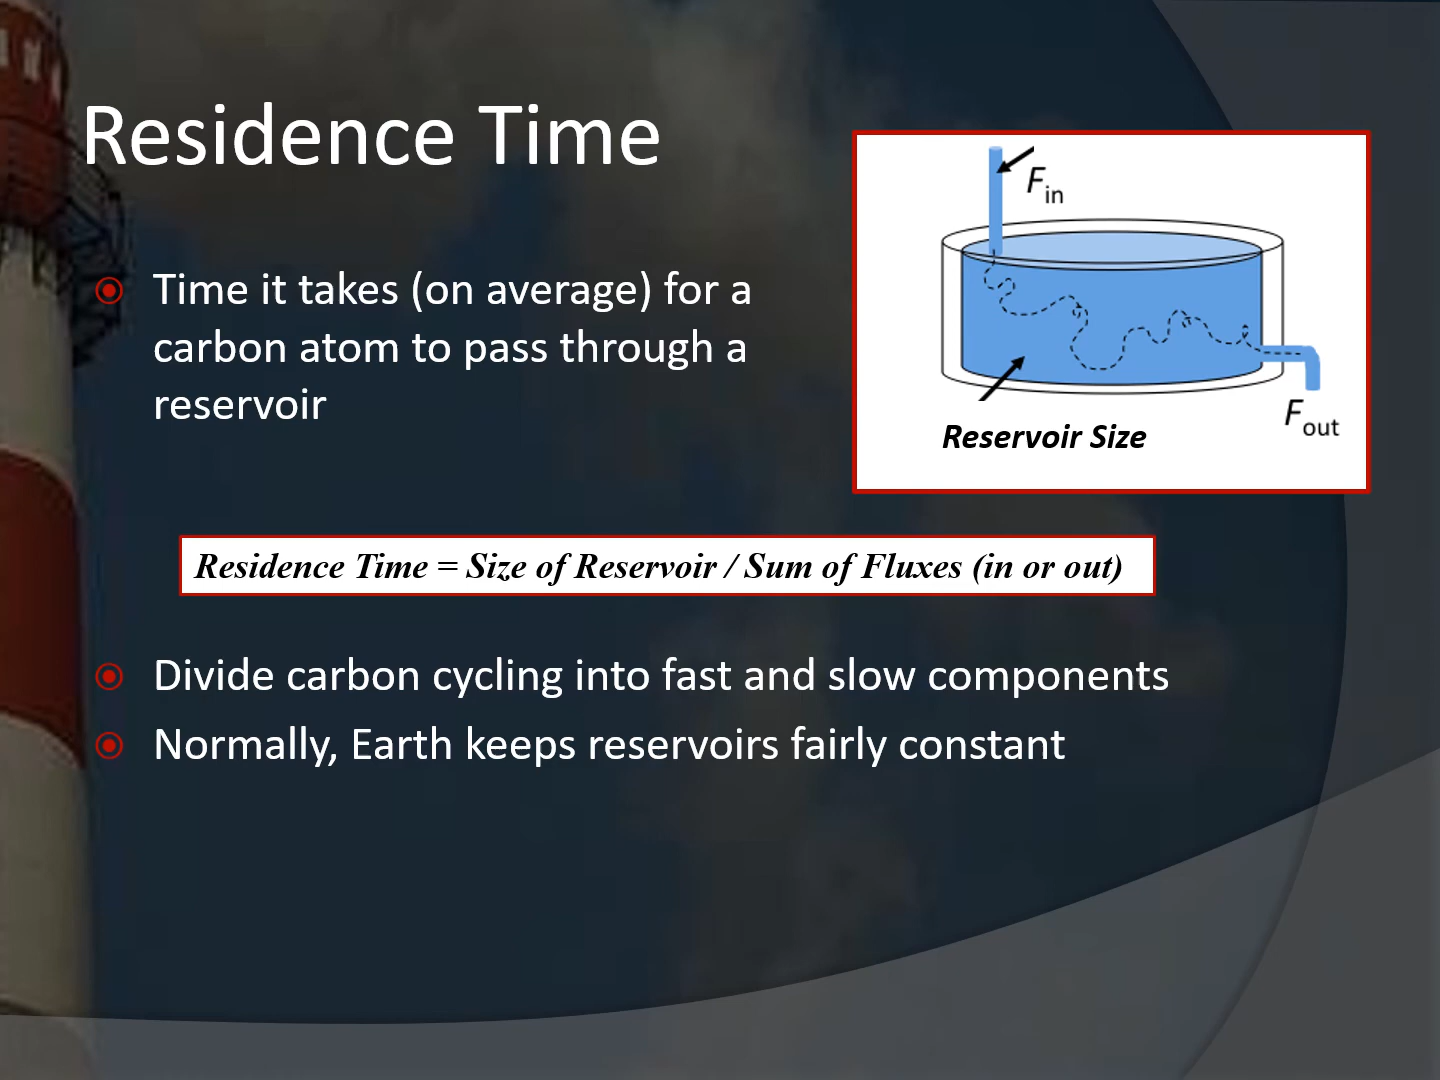 Residence Time
Time it takes (on average) for a
carbon atom to pass through a
reservoir
Fin
Reservoir Size
Fout
Residence Time = Size of Reservoir / Sum of Fluxes (in or out)
Divide carbon cycling into fast and slow components
Normally, Earth keeps reservoirs fairly constant